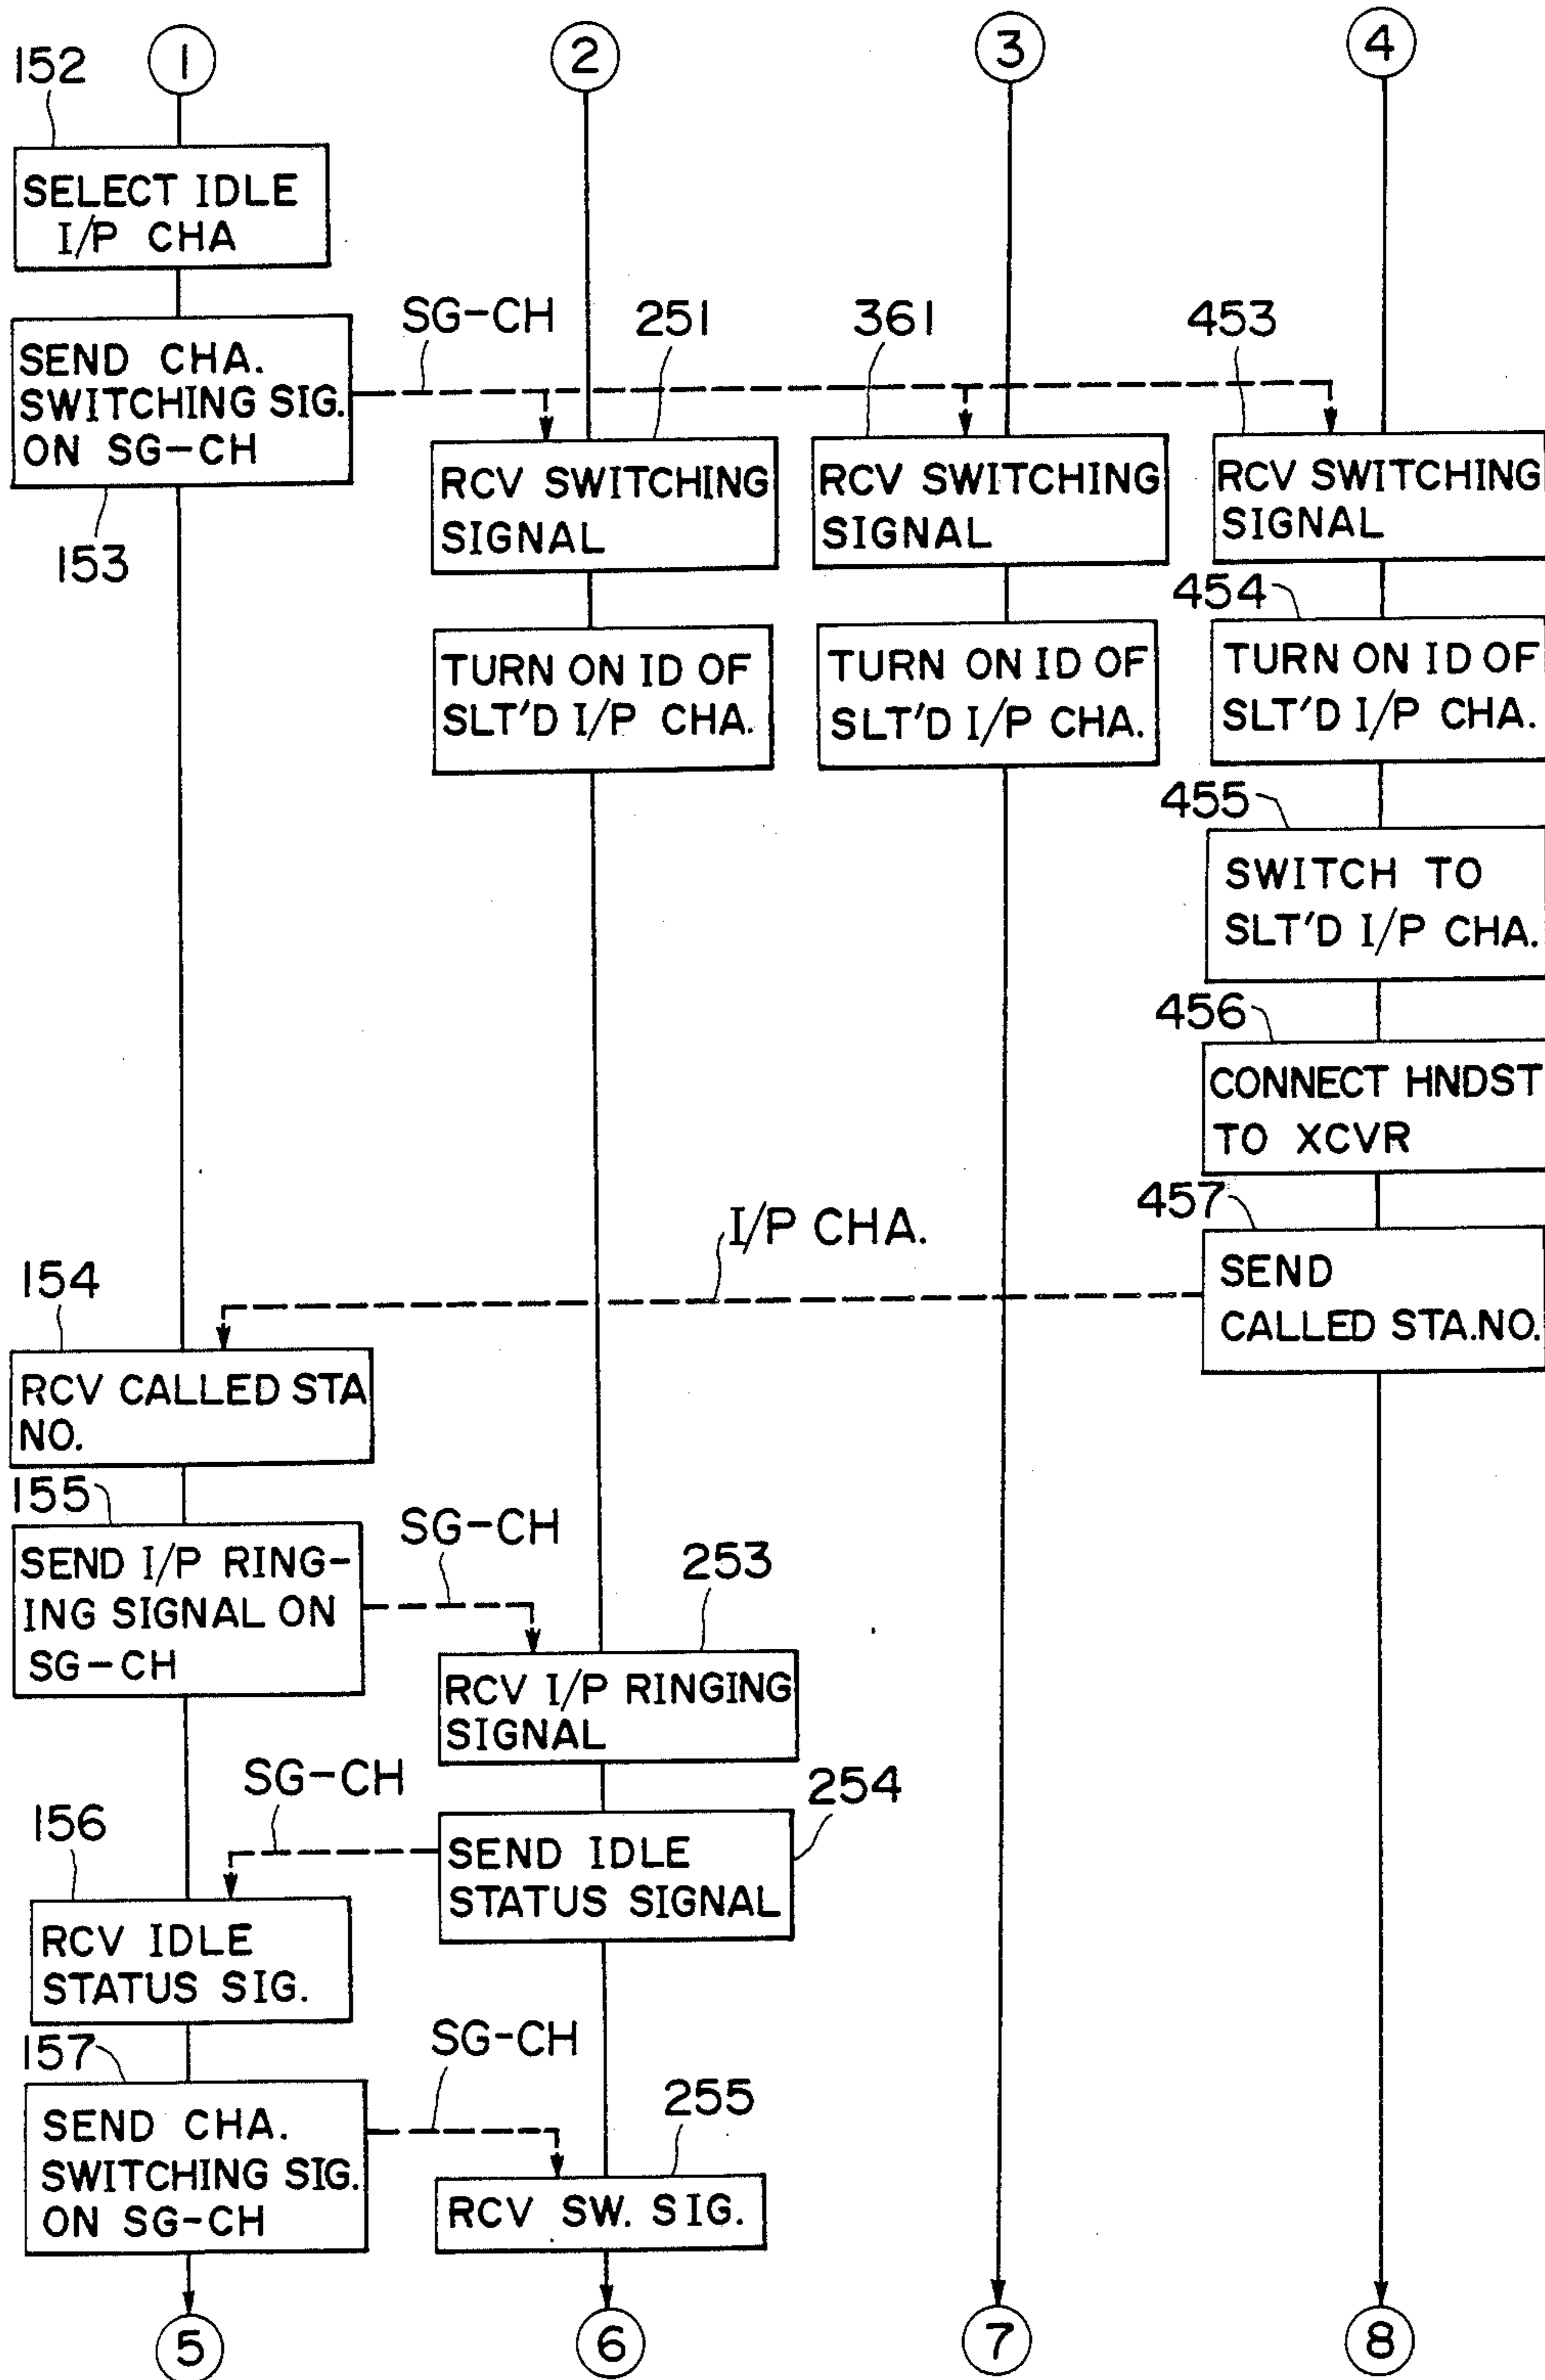 152
1
2
3
4
SELECT IDLE
I/P CHA
SG-CH
251
361
453
SEND CHA.
SWITCHING SIG.
ON SG-CH
153
RCV SWITCHING
SIGNAL
RCV SWITCHING
SIGNAL
RCV SWITCHING
SIGNAL
454
TURN ON ID OF
SLT'D I/P CHA.
TURN ON ID OF
SLT'D I/P CHA.
TURN ON ID OF
SLT'D I/P CHA.
455
SWITCH TO
SLT'D I/P CHA.
456
CONNECT HNDST
TO XCVR
457
I/P CHA.
SEND
CALLED STA.NO.
154
RCV CALLED STA
NO.
155
SG-CH
253
SEND I/P RING-
ING SIGNAL ON
SG-CH
RCV I/P RINGING
SIGNAL
SG-CH
254
156
SEND IDLE
STATUS SIGNAL
RCV IDLE
STATUS SIG.
157
SG-CH
255
SEND CHA.
SWITCHING SIG.
ON SG-CH
RCV SW. SIG.
5
6
7
8